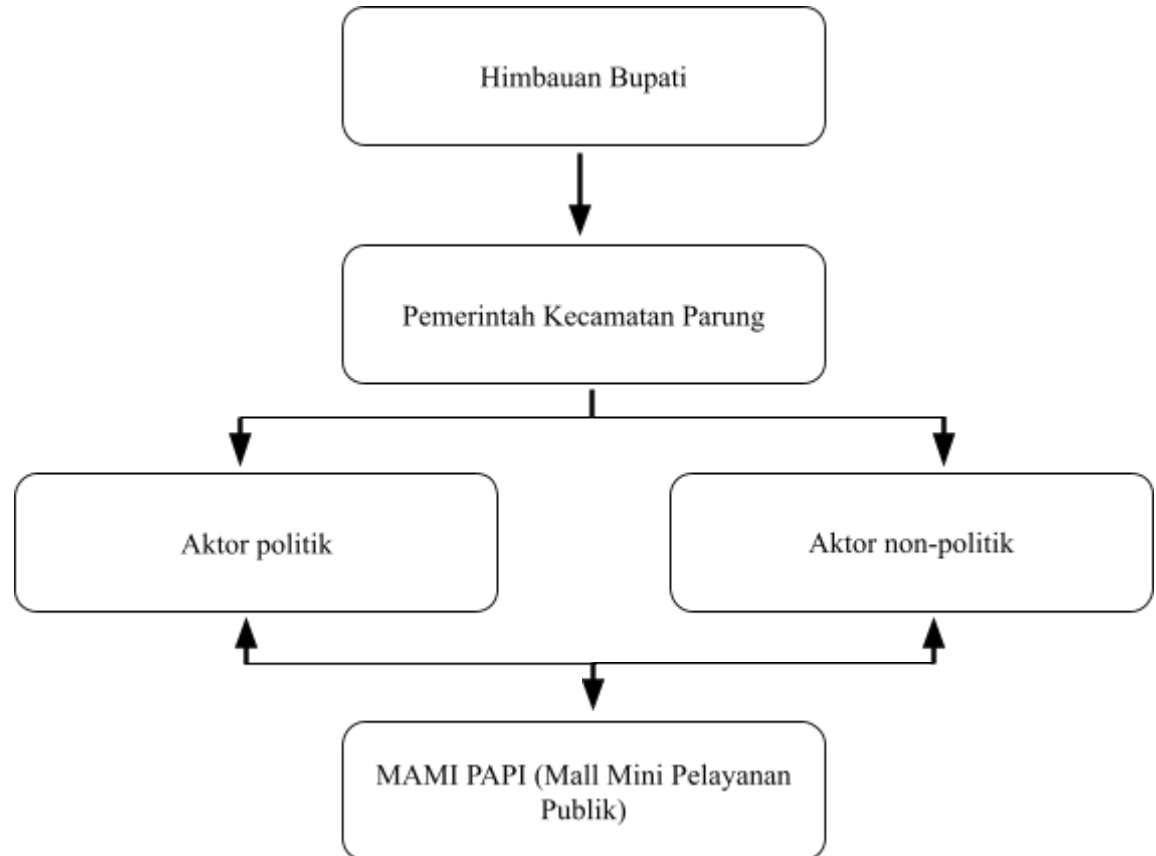 Himbauan Bupati
Pemerintah Kecamatan Parung
Aktor politik
Aktor non-politik
MAMI PAPI (Mall Mini Pelayanan
Publik)